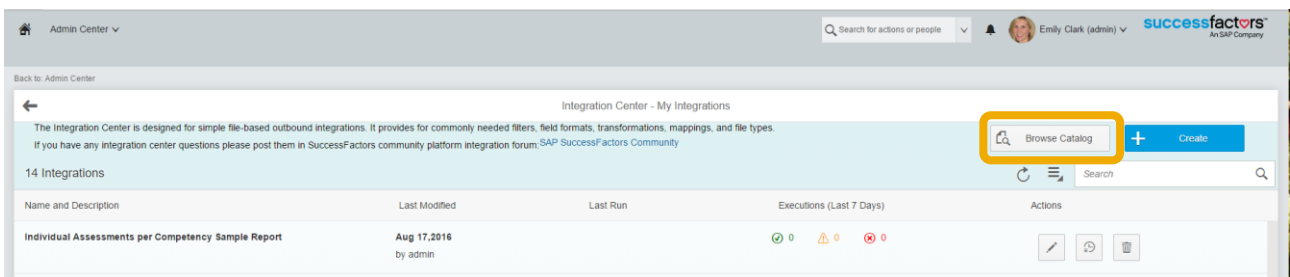 Admin Center
Search for actions or people
Emily Clark (admin)
successfactors™
An SAP Company
Back to: Admin Center
Integration Center - My Integrations
The Integration Center is designed for simple file-based outbound integrations. It provides for commonly needed filters, field formats, transformations, mappings, and file types.
If you have any integration center questions please post them in SuccessFactors community platform integration forum: SAP SuccessFactors Community
Browse Catalog
Create
14 Integrations
Search
Name and Description Last Modified Last Run Executions (Last 7 Days) Actions
Individual Assessments per Competency Sample Report Aug 17,2016 0 0 0
by admin